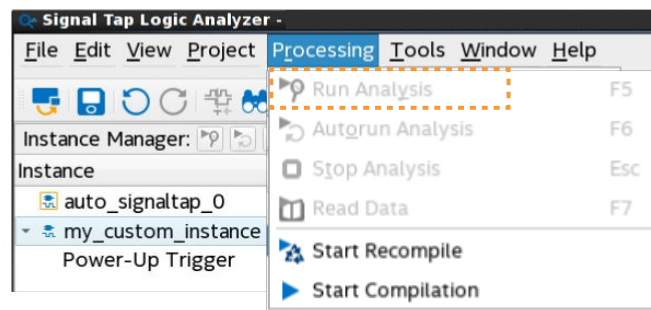 Signal Tap Logic Analyzer -
File Edit View Project Processing Tools Window Help
Run Analysis F5
Autorun Analysis F6
Instance Manager:
Stop Analysis Esc
Instance
Read Data F7
auto_signaltap_0
my_custom_instance
Start Recompile
Power-Up Trigger
Start Compilation